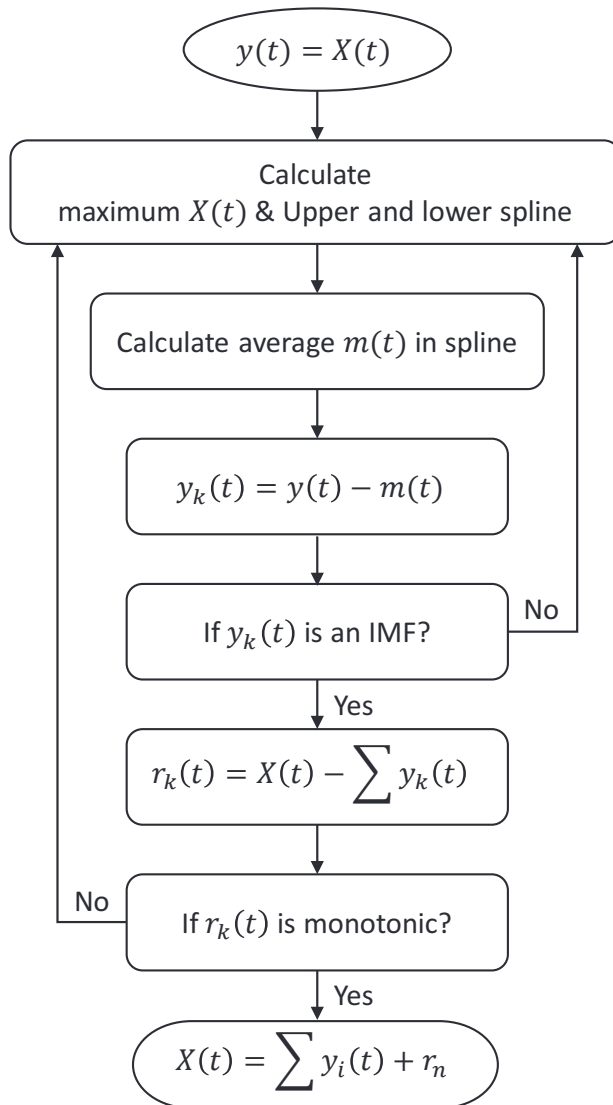 y(t) = X(t)
Calculate
maximum X(t) & Upper and lower spline
Calculate average m(t) in spline
y_k(t) = y(t) − m(t)
If y_k(t) is an IMF?
No
Yes
r_k(t) = X(t) − ∑ y_k(t)
No
If r_k(t) is monotonic?
Yes
X(t) = ∑ y_i(t) + r_n